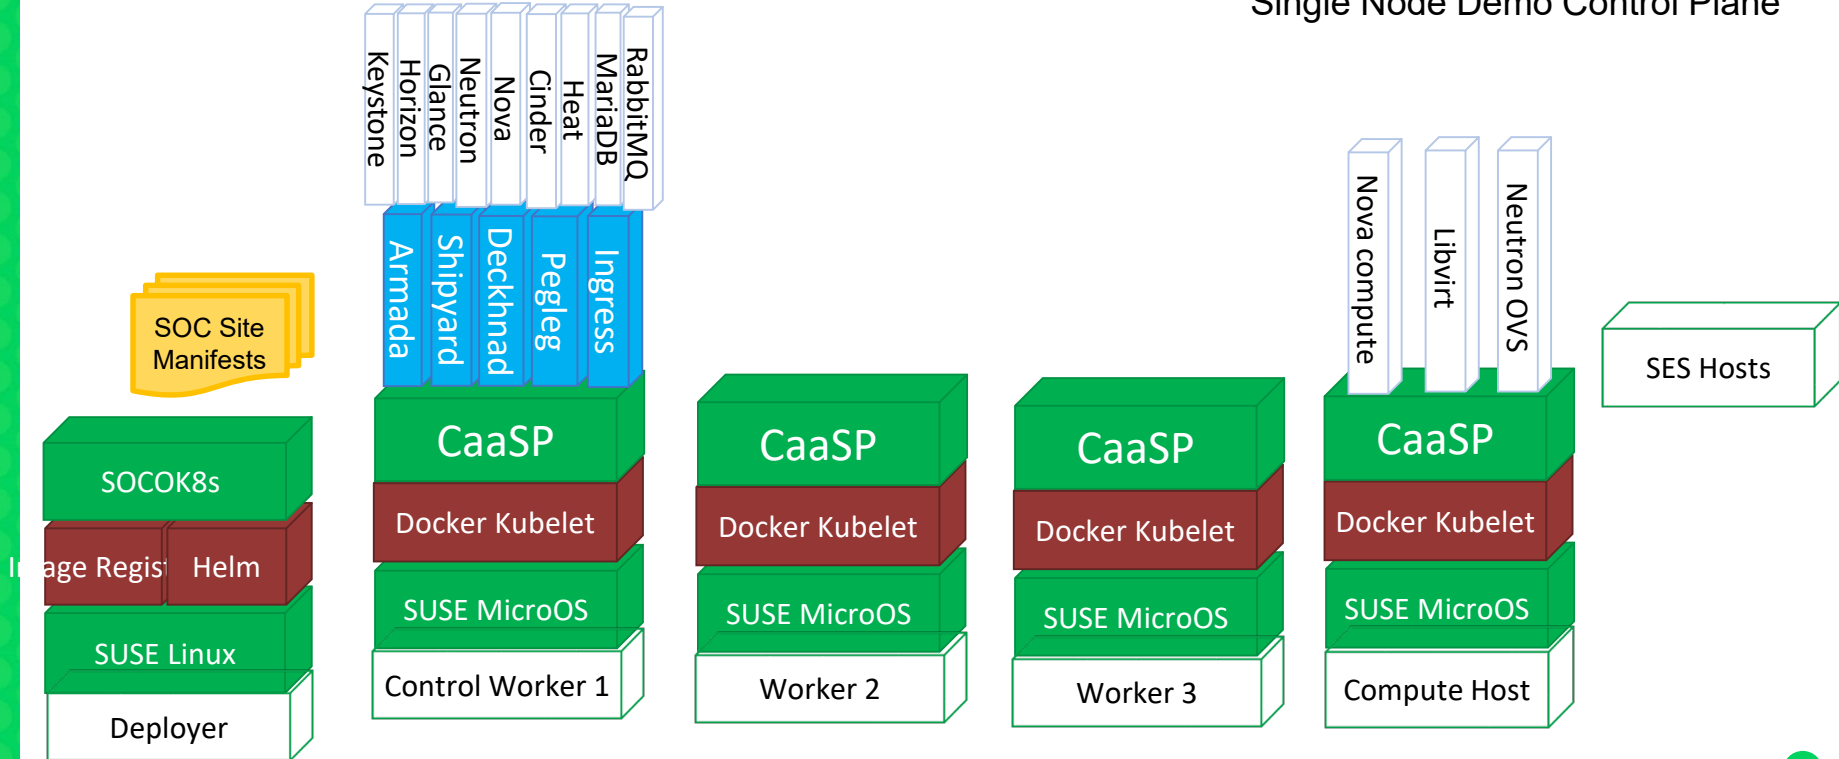 Single Node Demo Control Plane
Keystone
Horizon
Glance
Neutron
Nova
Cinder
Heat
MariaDB
RabbitMQ
Armada
Shipyard
Deckhnad
Pegleg
Ingress
Nova compute
Libvirt
Neutron OVS
SOC Site
Manifests
SES Hosts
SOCOK8s
Image Regist
Helm
SUSE Linux
Deployer
CaaSP
Docker Kubelet
SUSE MicroOS
Control Worker 1
CaaSP
Docker Kubelet
SUSE MicroOS
Worker 2
CaaSP
Docker Kubelet
SUSE MicroOS
Worker 3
CaaSP
Docker Kubelet
SUSE MicroOS
Compute Host